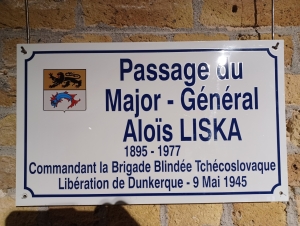 Passage du
Major - Général
Aloïs LISKA
1895 - 1977
Commandant la Brigade Blindée Tchécoslovaque
Libération de Dunkerque - 9 Mai 1945